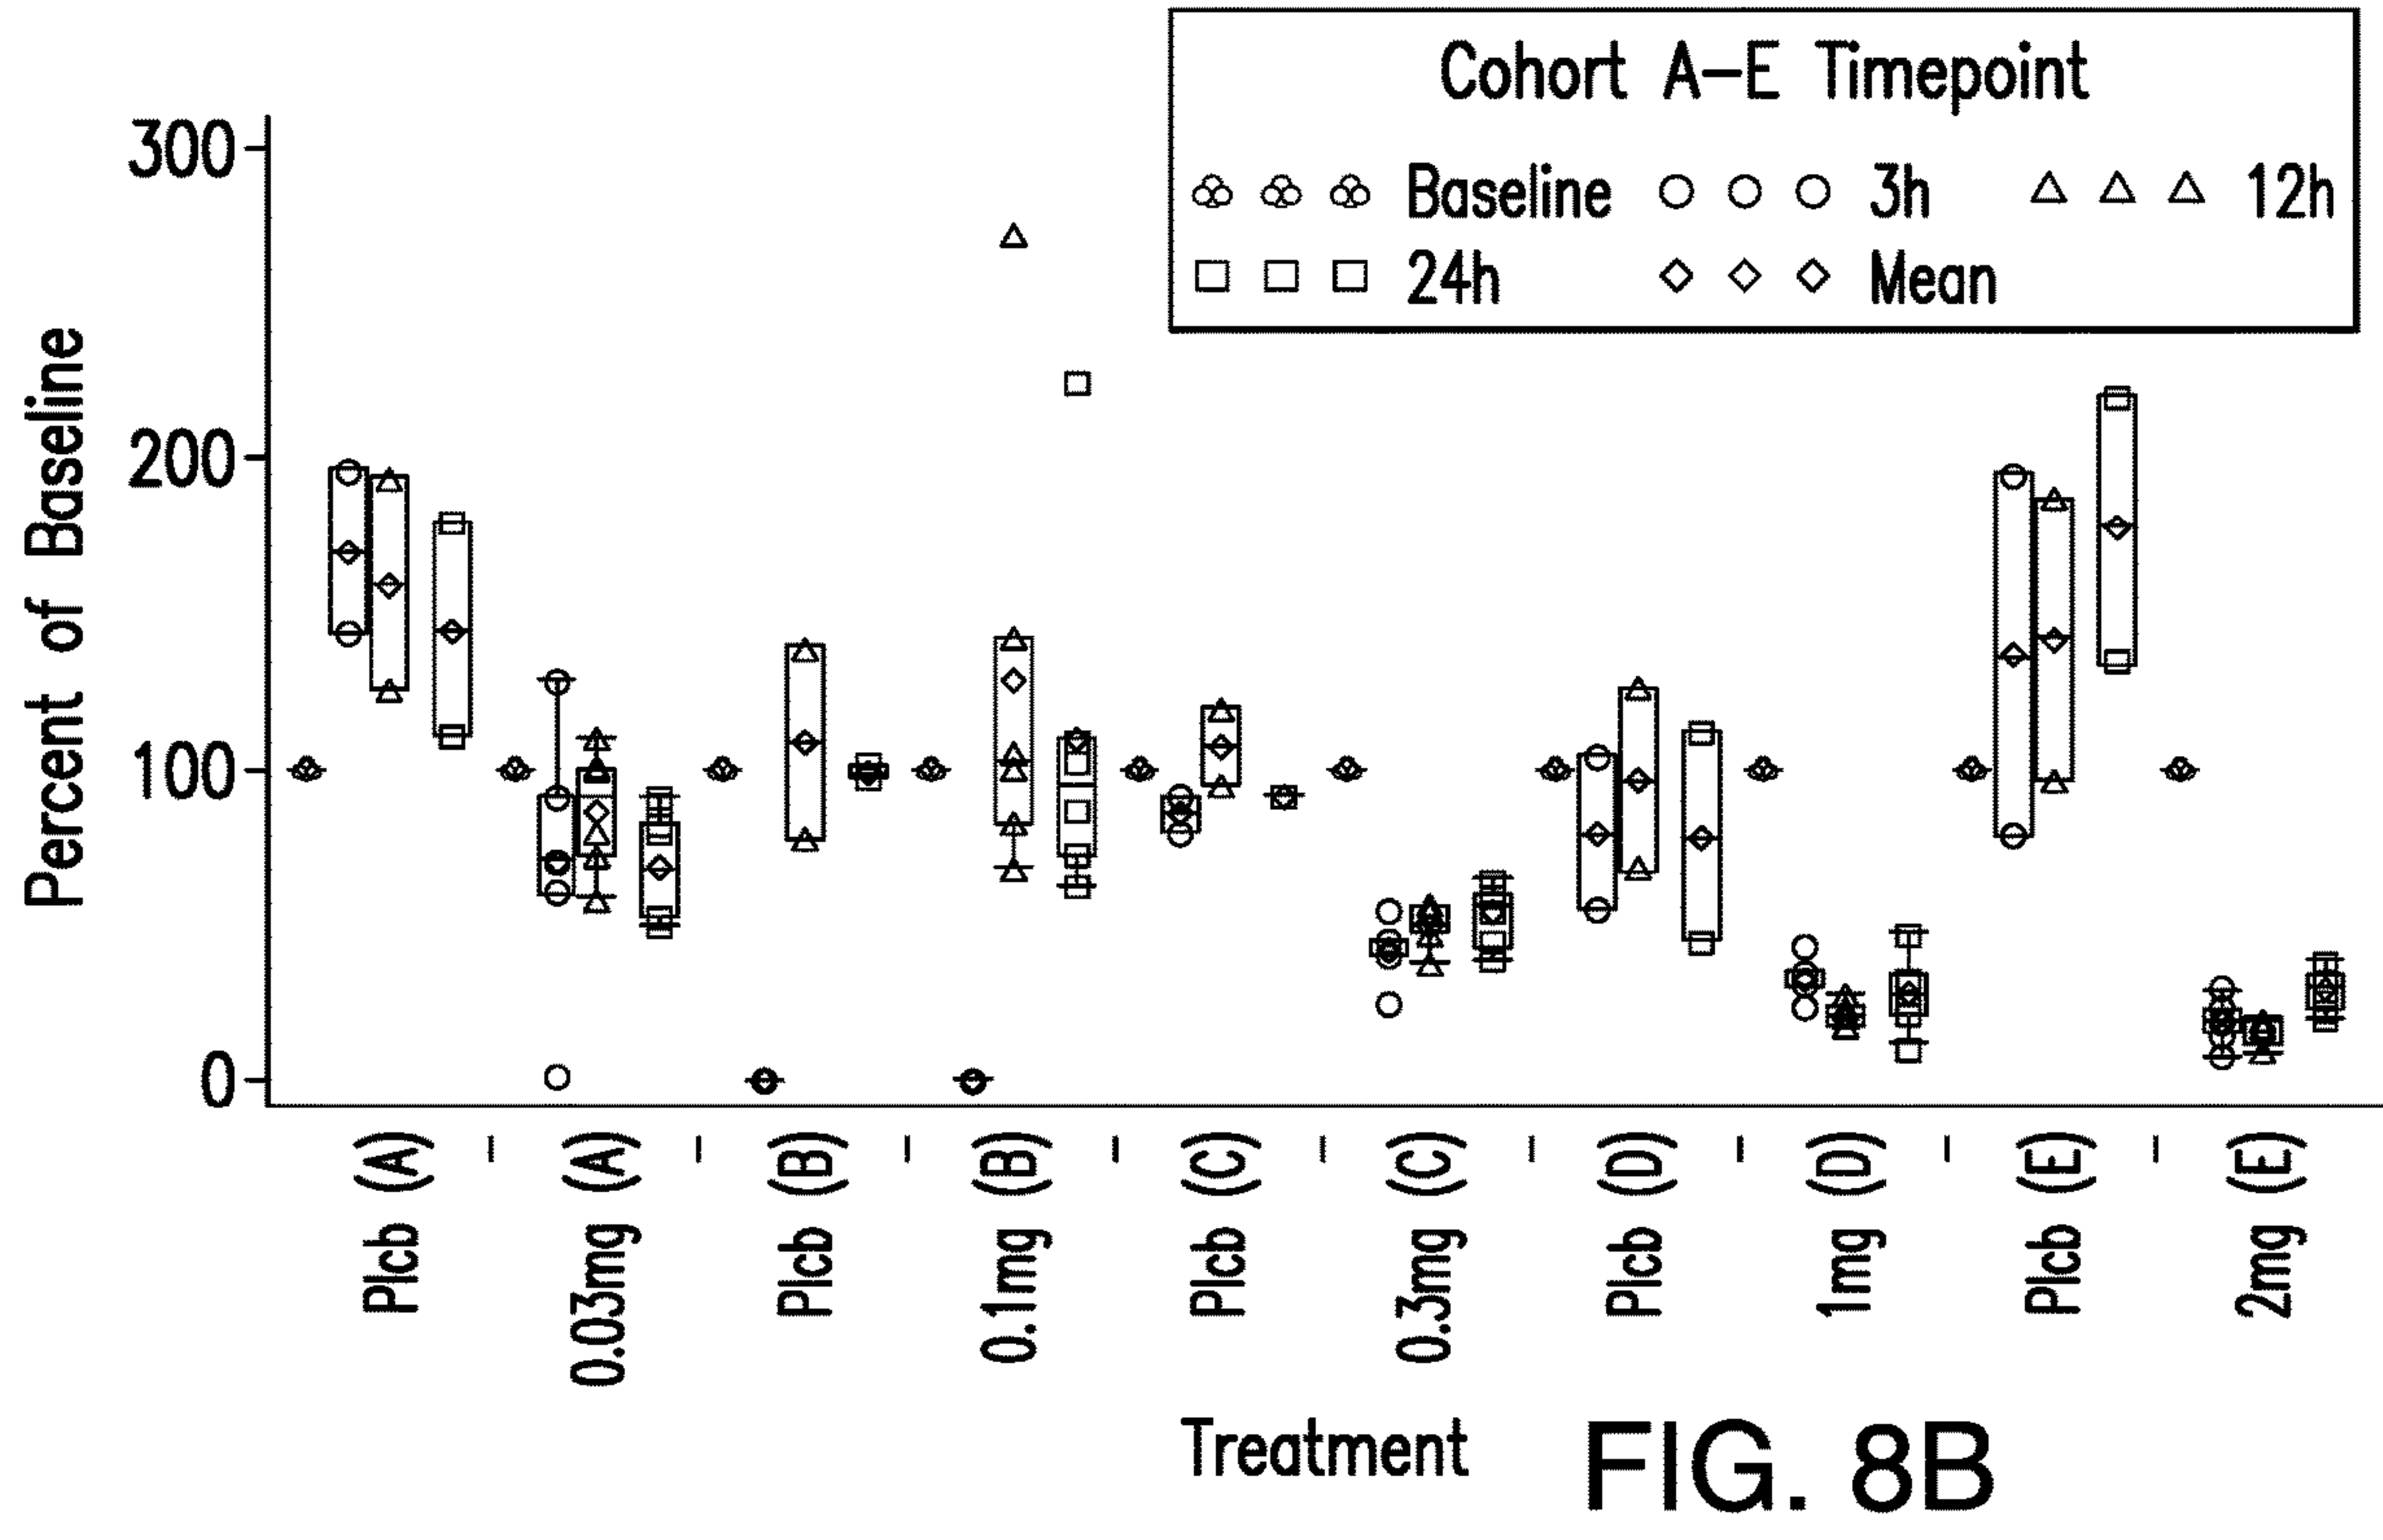 Cohort A-E Timepoint
Baseline 3h 12h
24h Mean
Percent of Baseline
300
200
100
0
Plcb (A)
0.03mg (A)
Plcb (B)
0.1mg (B)
Plcb (C)
0.3mg (C)
Plcb (D)
1mg (D)
Plcb (E)
2mg (E)
Treatment
FIG. 8B